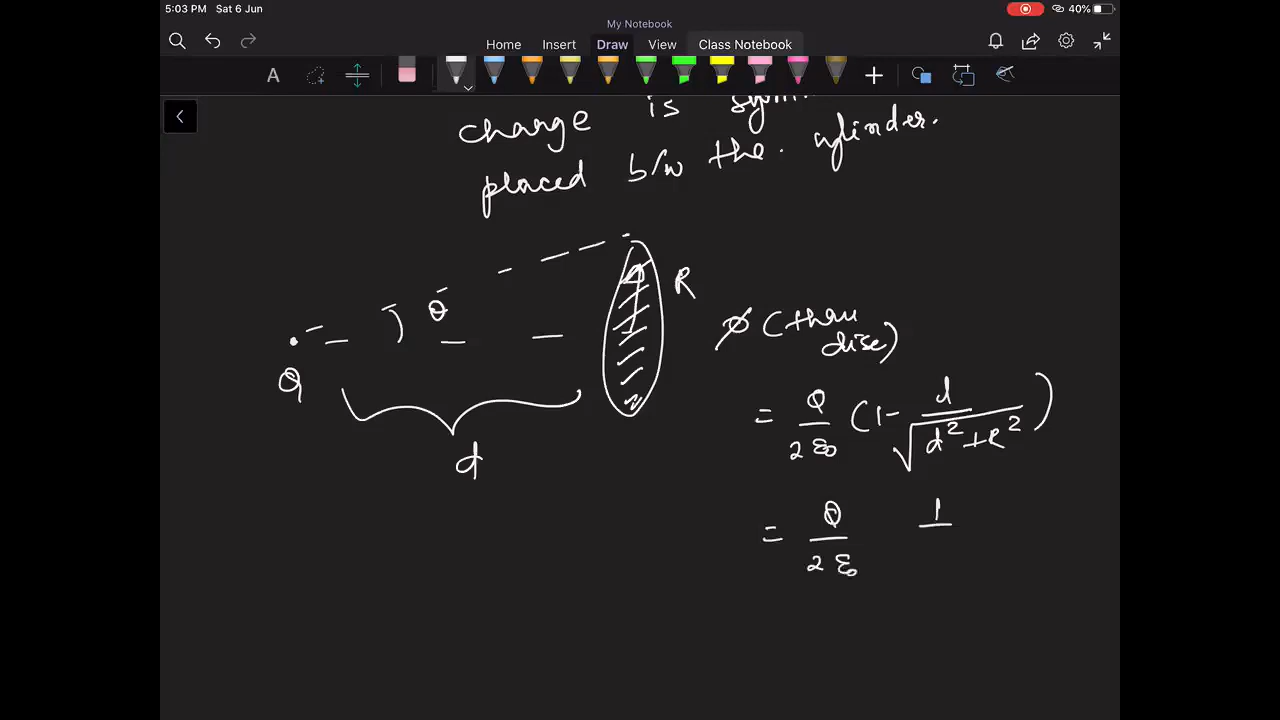 5:03 PM Sat 6 Jun
40%
My Notebook
Home Insert Draw View Class Notebook
A
charge is
placed b/w the cylinder.
R
θ
Q
d
ϕ (thru
disc)
= Q/2ε₀ (1 - d/√(d² + R²))
= Q/2ε₀ 1